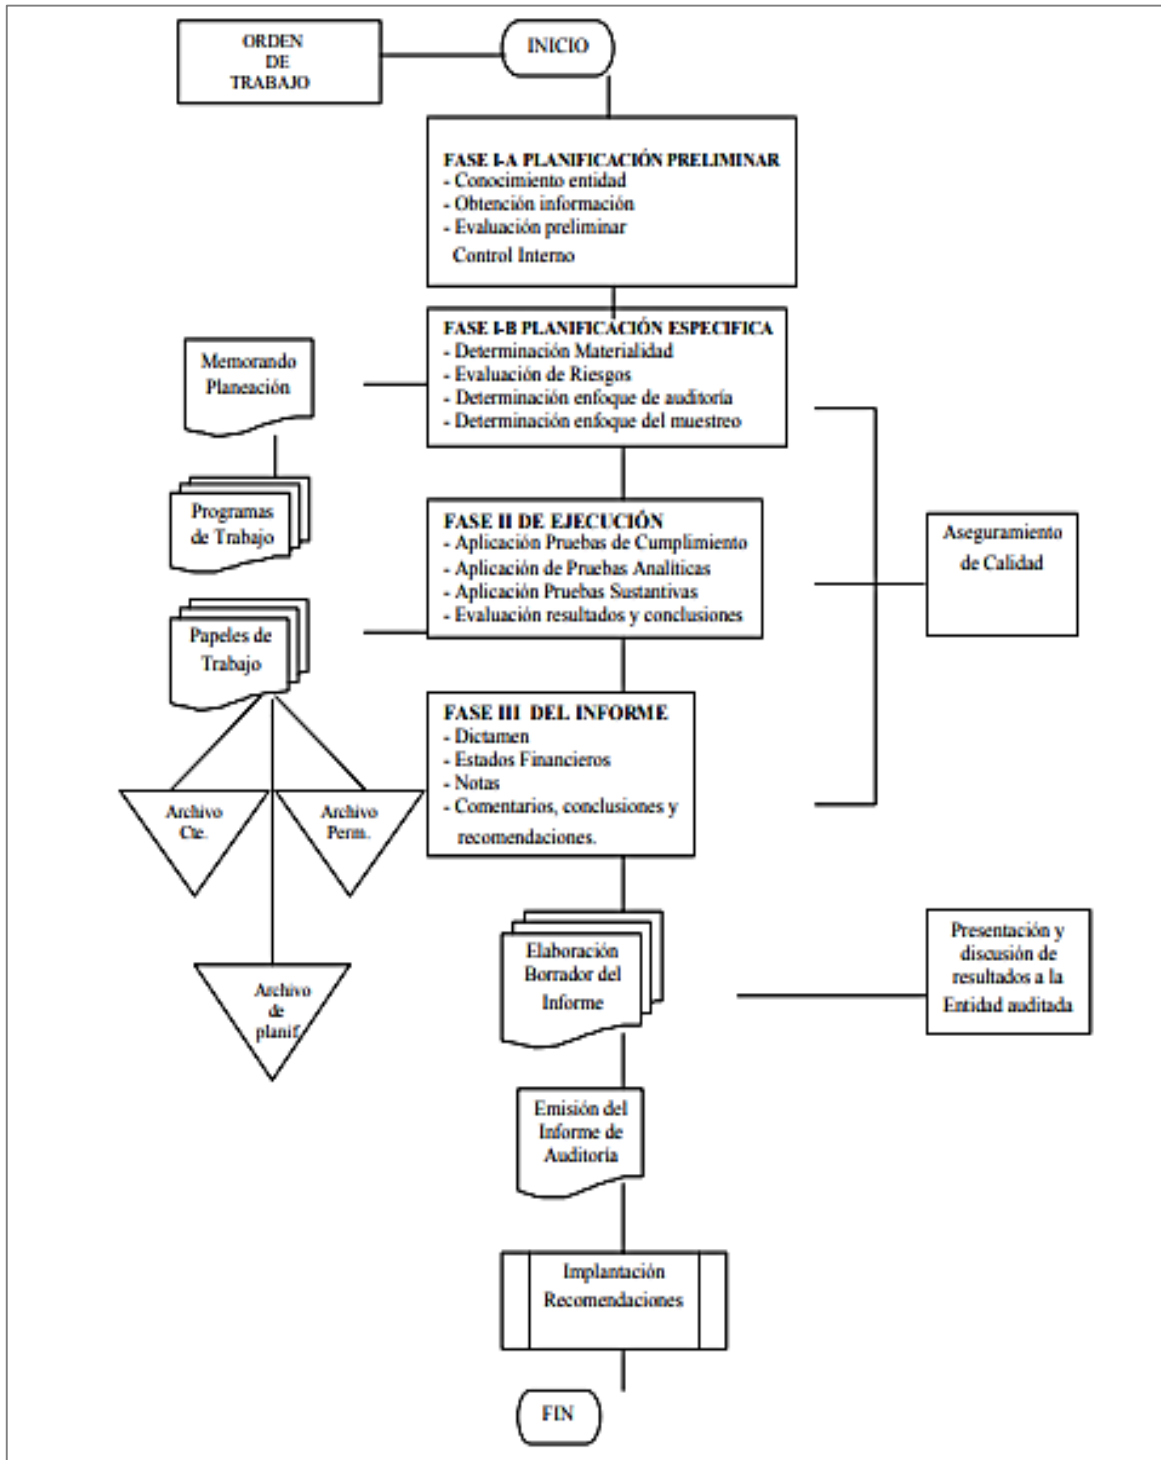 ORDEN
DE
TRABAJO
INICIO
FASE I-A PLANIFICACIÓN PRELIMINAR
- Conocimiento entidad
- Obtención información
- Evaluación preliminar
Control Interno
FASE I-B PLANIFICACIÓN ESPECIFICA
- Determinación Materialidad
- Evaluación de Riesgos
- Determinación enfoque de auditoría
- Determinación enfoque del muestreo
Memorando
Planeación
Programas
de Trabajo
FASE II DE EJECUCIÓN
- Aplicación Pruebas de Cumplimiento
- Aplicación de Pruebas Analíticas
- Aplicación Pruebas Sustantivas
- Evaluación resultados y conclusiones
Aseguramiento
de Calidad
Papeles de
Trabajo
FASE III DEL INFORME
- Dictamen
- Estados Financieros
- Notas
- Comentarios, conclusiones y
recomendaciones.
Archivo
Cte.
Archivo
Perm.
Archivo
de
planif.
Elaboración
Borrador del
Informe
Presentación y
discusión de
resultados a la
Entidad auditada
Emisión del
Informe de
Auditoría
Implantación
Recomendaciones
FIN